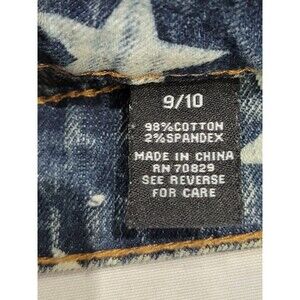 9/10
98%COTTON
2%SPANDEX
MADE IN CHINA
RN 70829
SEE REVERSE
FOR CARE